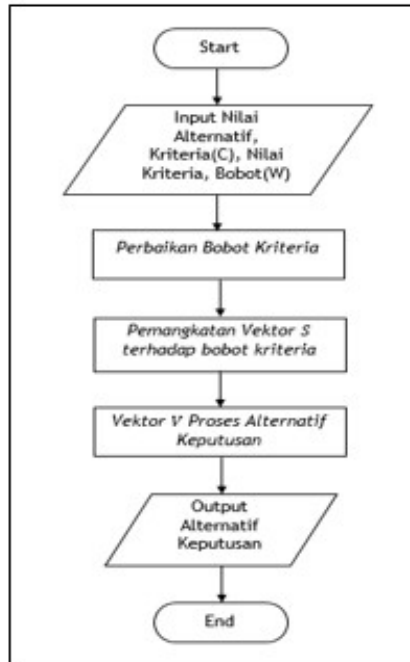 Start
Input Nilai
Alternatif,
Kriteria(C), Nilai
Kriteria, Bobot(W)
Perbaikan Bobot Kriteria
Pemangkatan Vektor S
terhadap bobot kriteria
Vektor V Proses Alternatif
Keputusan
Output
Alternatif
Keputusan
End